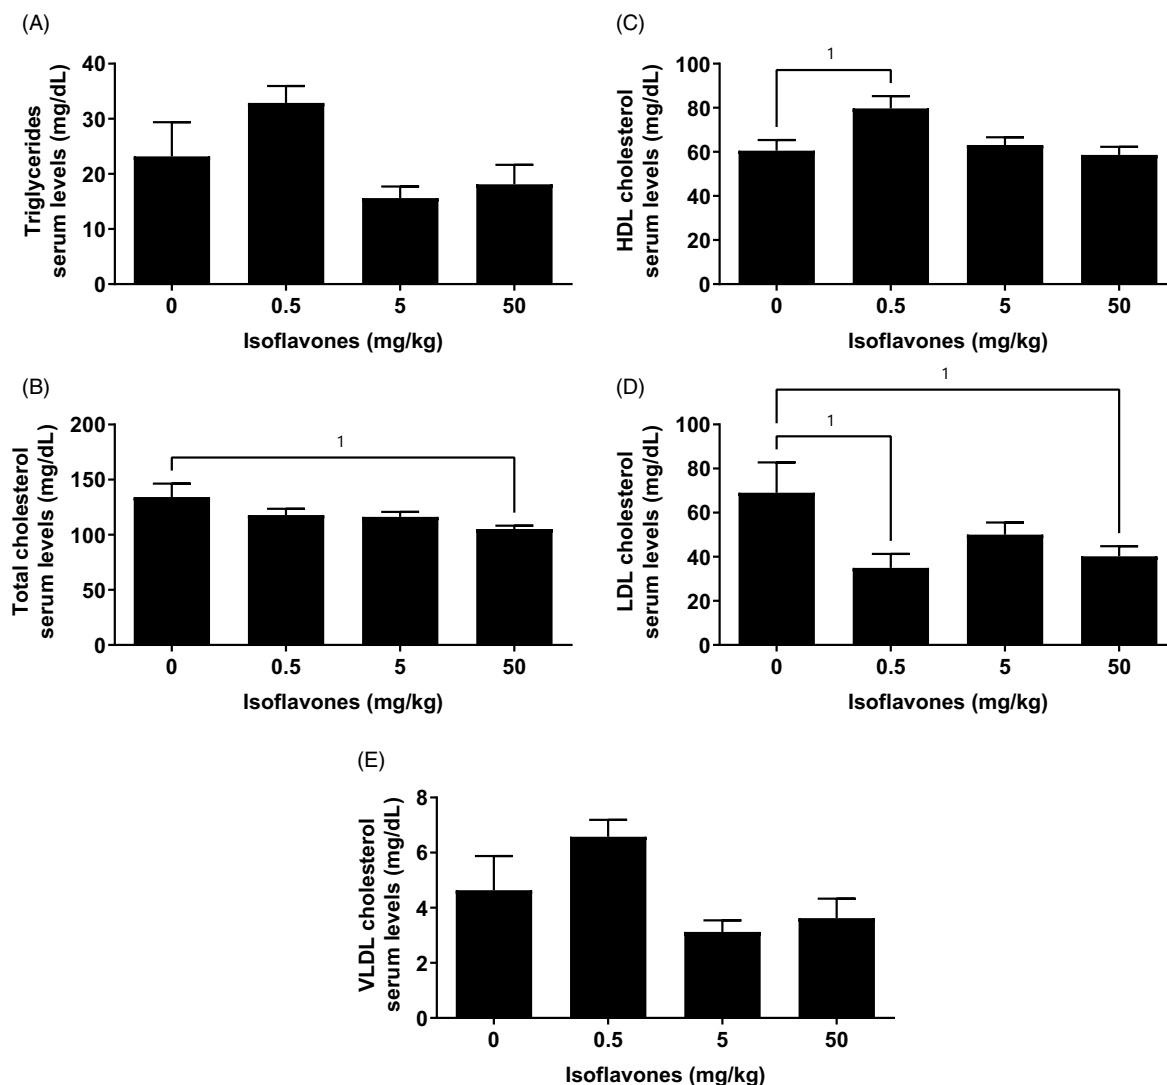 (A)
Triglycerides
serum levels (mg/dL)
40
30
20
10
0
0 0.5 5 50
Isoflavones (mg/kg)
(C)
HDL cholesterol
serum levels (mg/dL)
100
80
60
40
20
0
1
0 0.5 5 50
Isoflavones (mg/kg)
(B)
Total cholesterol
serum levels (mg/dL)
200
150
100
50
0
1
0 0.5 5 50
Isoflavones (mg/kg)
(D)
LDL cholesterol
serum levels (mg/dL)
100
80
60
40
20
0
1
1
0 0.5 5 50
Isoflavones (mg/kg)
(E)
VLDL cholesterol
serum levels (mg/dL)
8
6
4
2
0
0 0.5 5 50
Isoflavones (mg/kg)